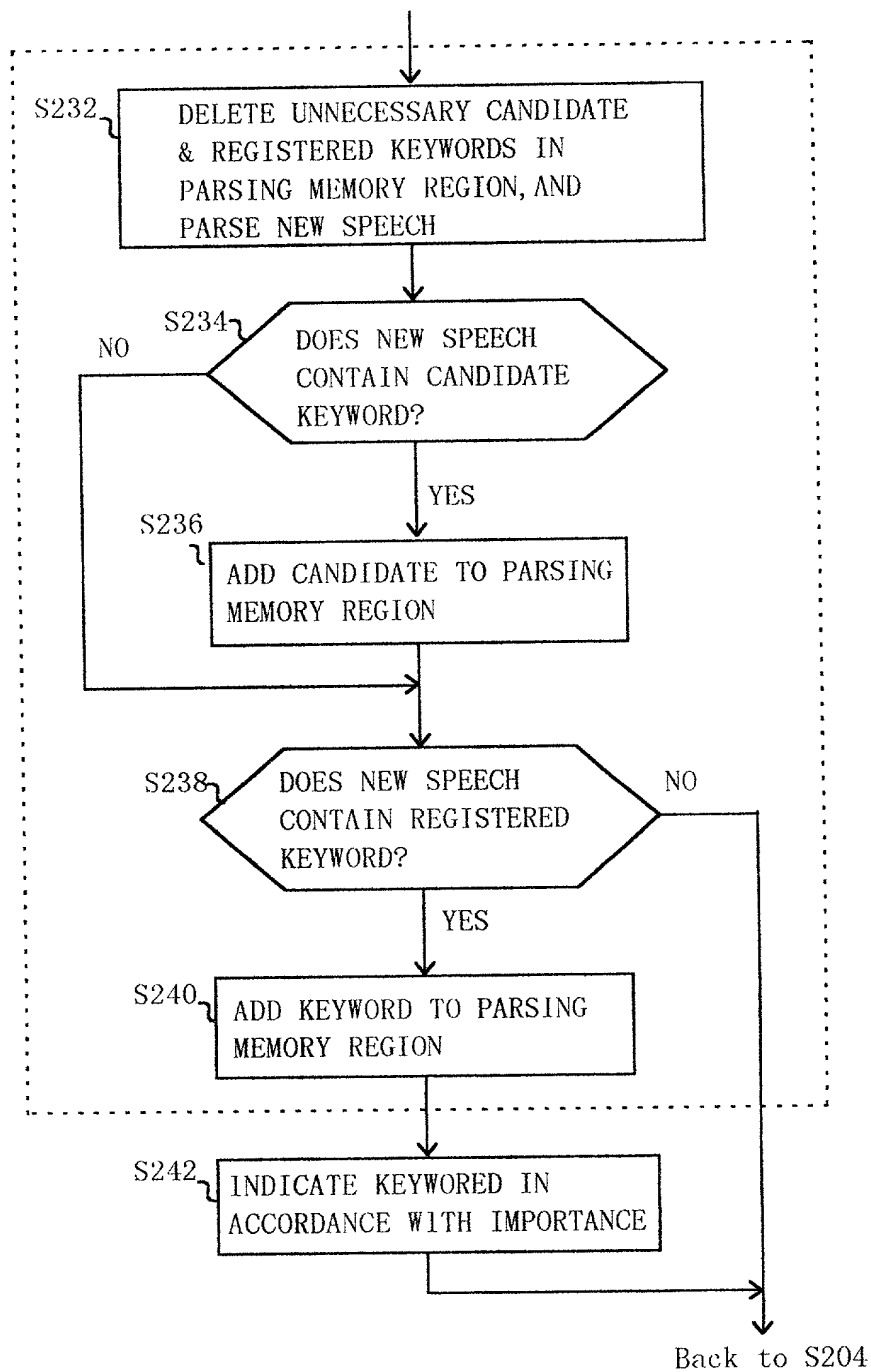 S232
DELETE UNNECESSARY CANDIDATE
& REGISTERED KEYWORDS IN
PARSING MEMORY REGION, AND
PARSE NEW SPEECH
S234
NO
DOES NEW SPEECH
CONTAIN CANDIDATE
KEYWORD?
YES
S236
ADD CANDIDATE TO PARSING
MEMORY REGION
S238
DOES NEW SPEECH
CONTAIN REGISTERED
KEYWORD?
NO
YES
S240
ADD KEYWORD TO PARSING
MEMORY REGION
S242
INDICATE KEYWORED IN
ACCORDANCE WITH IMPORTANCE
Back to S204